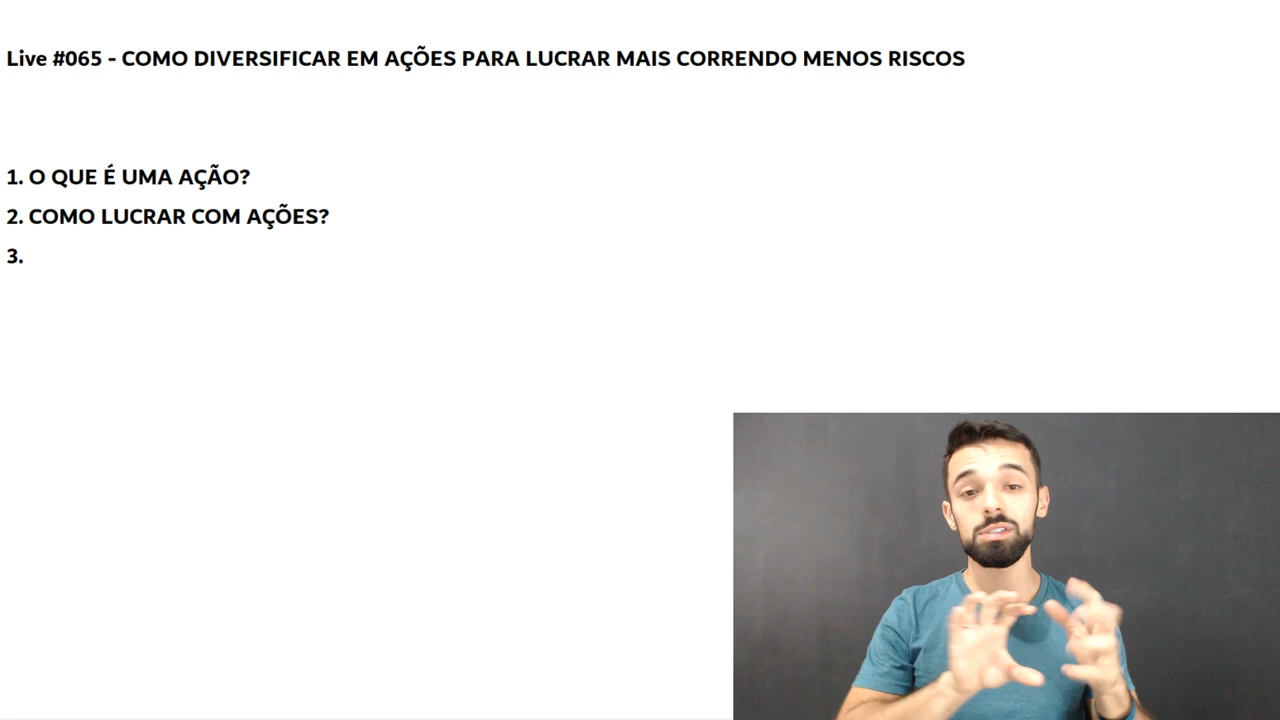 Live #065 - COMO DIVERSIFICAR EM AÇÕES PARA LUCRAR MAIS CORRENDO MENOS RISCOS
1. O QUE É UMA AÇÃO?
2. COMO LUCRAR COM AÇÕES?
3.